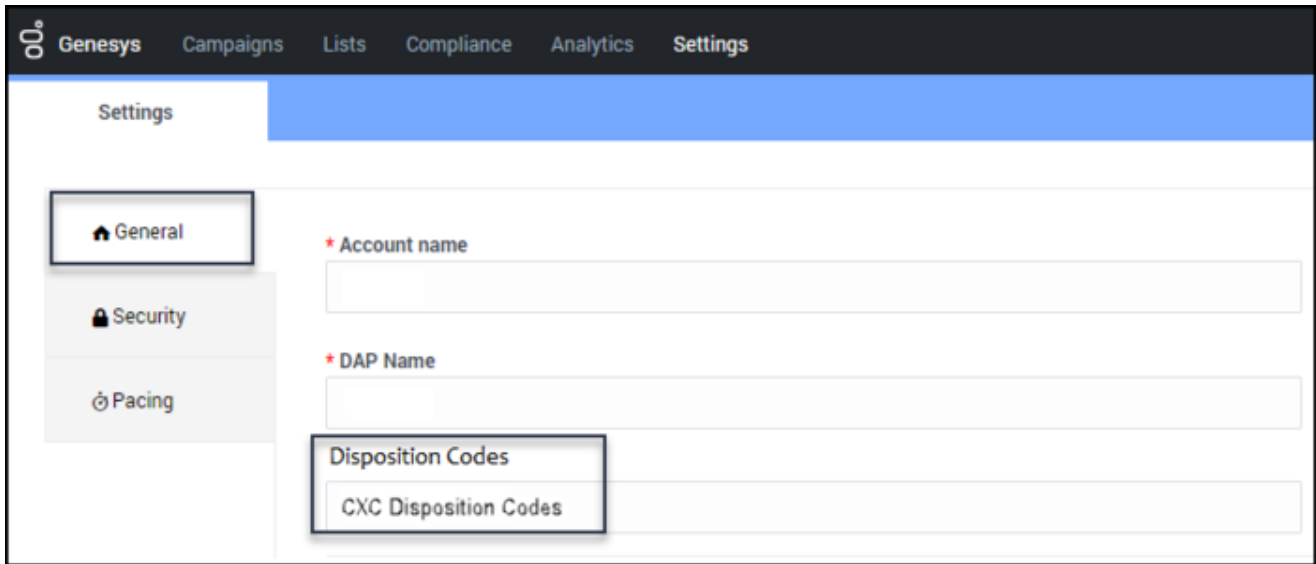 Genesys Campaigns Lists Compliance Analytics Settings
Settings
General
* Account name
Security
* DAP Name
Pacing
Disposition Codes
CXC Disposition Codes